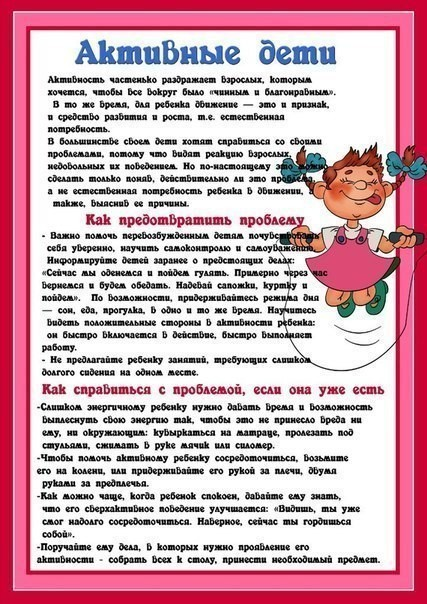 Активные дети
Активность частенько раздражает взрослых, которым
хочется, чтобы все вокруг было «чинным и благонравным».
В то же время, для ребенка движение — это и признак,
и средство развития и роста, т.е. естественная
потребность.
В большинстве своем дети хотят справиться со своими
проблемами, потому что видят реакцию взрослых,
недовольных их поведением. Но по-настоящему это можно
сделать только поняв, действительно ли это проблема,
а не естественная потребность ребенка в движении, а
также, выяснив ее причины.
Как предотвратить проблему
- Важно помочь перевозбужденным детям почувствовать
себя уверенно, научить самоконтролю и самоуважению.
Информируйте детей заранее о предстоящих делах:
«Сейчас мы оденемся и пойдем гулять. Примерно через час
вернемся и будем обедать. Надевай сапожки, куртку и
пойдем». По возможности, придерживайтесь режима дня
— сон, еда, прогулка, в одно и то же время. Научитесь
видеть положительные стороны в активности ребенка:
он быстро включается в действие, быстро выполняет
работу.
- Не предлагайте ребенку занятий, требующих слишком
долгого сидения на одном месте.
Как справиться с проблемой, если она уже есть
-Слишком энергичному ребенку нужно давать время и возможность
выплеснуть свою энергию так, чтобы это не принесло вреда ни
ему, ни окружающим: кувыркаться на матраце, пролезать под
стульями, сжимать в руке мячик или силомер.
-Чтобы помочь активному ребенку сосредоточиться, возьмите
его на колени, или придерживайте его рукой за плечи, двумя
руками за предплечья.
-Как можно чаще, когда ребенок спокоен, давайте ему знать,
что его сверхактивное поведение улучшается: «Видишь, ты уже
смог надолго сосредоточиться. Наверное, сейчас ты гордишься
собой».
-Поручайте ему дела, в которых нужно проявление его
активности - собрать всех к столу, принести необходимый предмет.